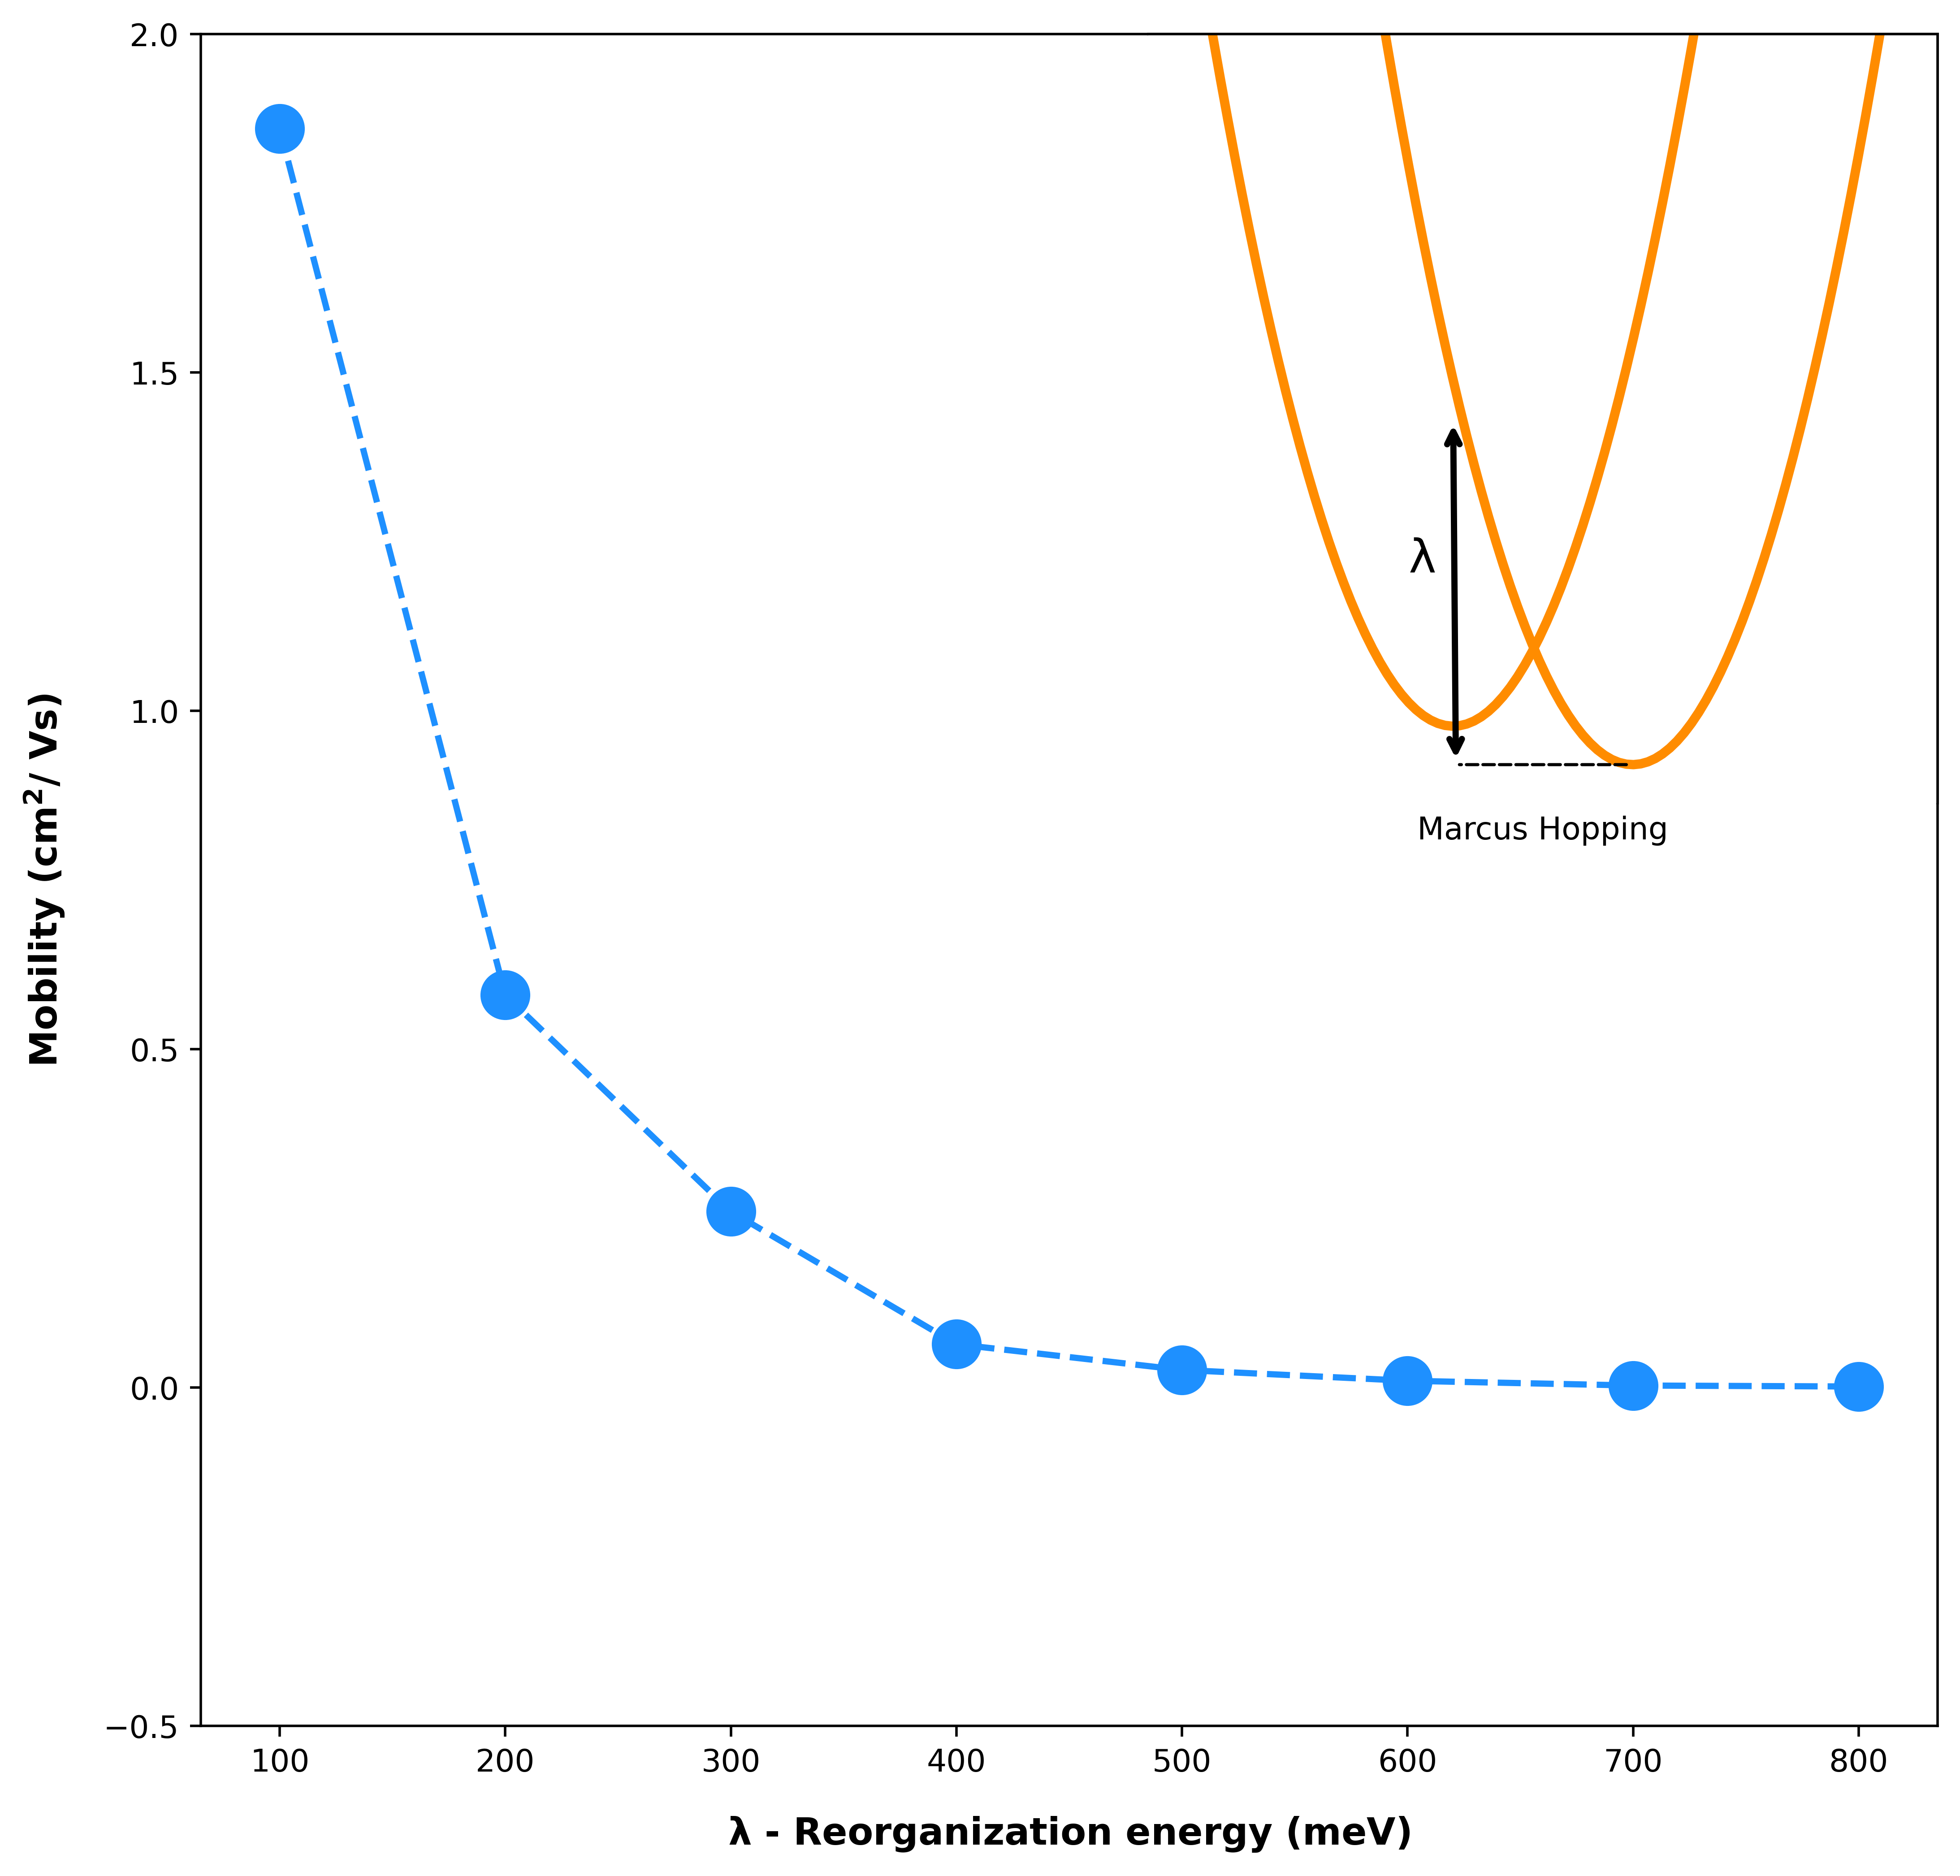 2.0
1.5
1.0
0.5
0.0
−0.5
Mobility (cm²/ Vs)
λ
Marcus Hopping
100 200 300 400 500 600 700 800
λ - Reorganization energy (meV)